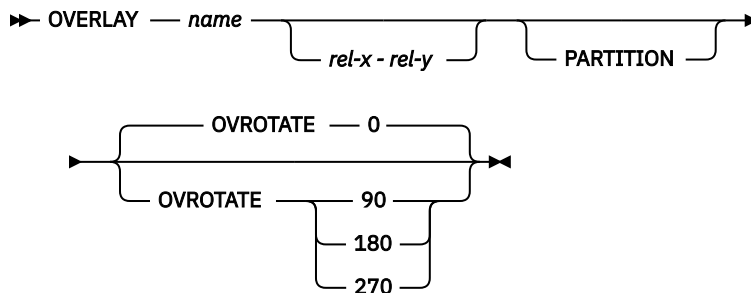 OVERLAY name
rel-x - rel-y
PARTITION
OVROTATE 0
OVROTATE 90
180
270